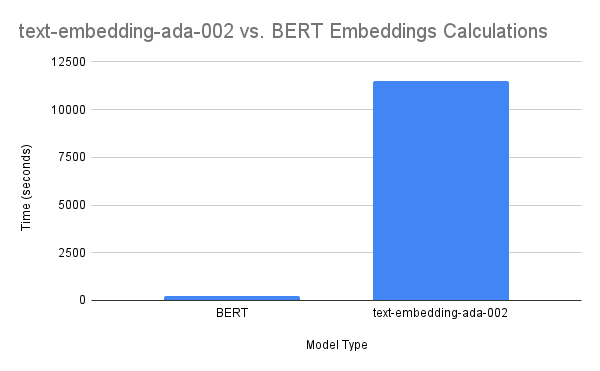 text-embedding-ada-002 vs. BERT Embeddings Calculations
12500
10000
7500
5000
2500
0
Time (seconds)
BERT
text-embedding-ada-002
Model Type